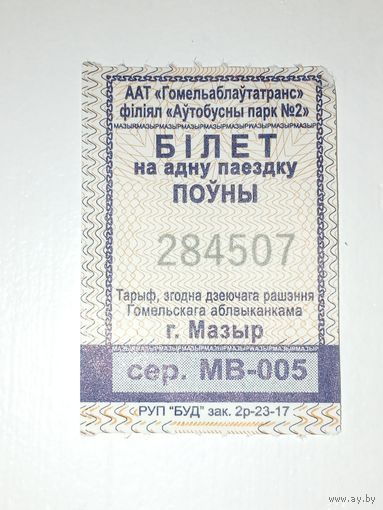 ААТ «Гомельаблаўтатранс»
філіял «Аўтобусны парк №2»
МАЗЫРМАЗЫРМАЗЫРМАЗЫРМАЗЫРМАЗЫРМАЗЫР
БІЛЕТ
на адну паездку
ПОЎНЫ
284507
Тарыф, згодна дзеючага рашэння
Гомельскага аблвыканкама
г. Мазыр
сер. МВ-005
РУП "БУД" зак. 2р-23-17
www.ay.by